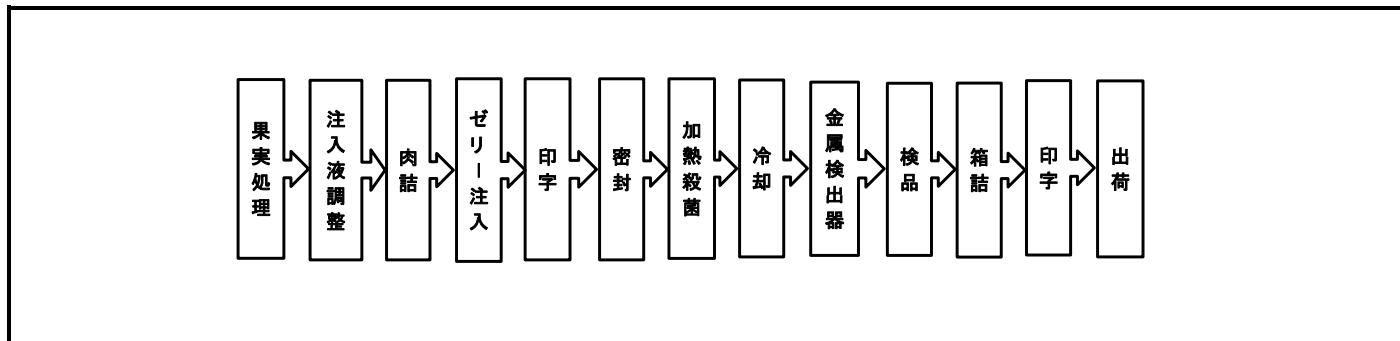 果実処理
注入液調整
肉詰
ゼリー注入
印字
密封
加熱殺菌
冷却
金属検出器
検品
箱詰
印字
出荷